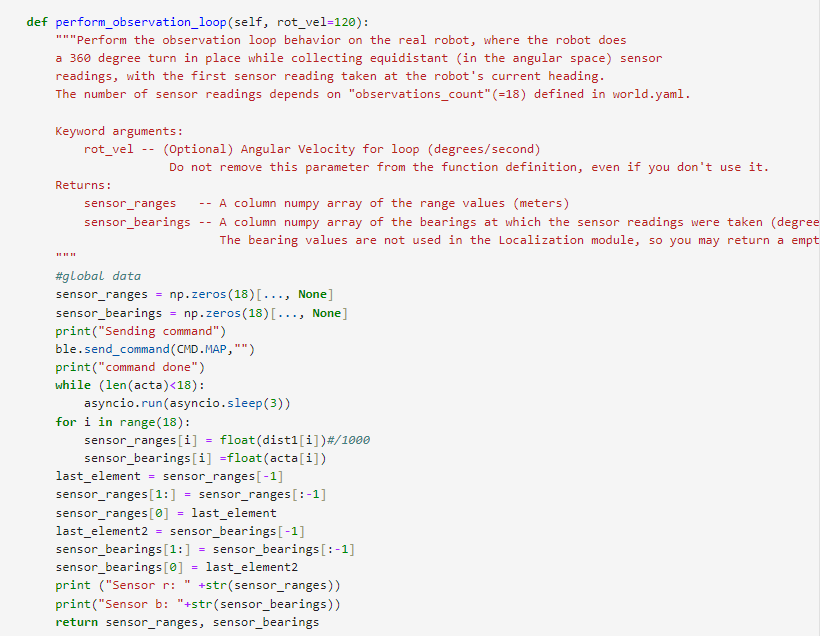 def perform_observation_loop(self, rot_vel=120):
    """Perform the observation loop behavior on the real robot, where the robot does
    a 360 degree turn in place while collecting equidistant (in the angular space) sensor
    readings, with the first sensor reading taken at the robot's current heading.
    The number of sensor readings depends on "observations_count"(=18) defined in world.yaml.

    Keyword arguments:
        rot_vel -- (Optional) Angular Velocity for loop (degrees/second)
                    Do not remove this parameter from the function definition, even if you don't use it.
    Returns:
        sensor_ranges   -- A column numpy array of the range values (meters)
        sensor_bearings -- A column numpy array of the bearings at which the sensor readings were taken (degree
                           The bearing values are not used in the Localization module, so you may return a empt
    """
    #global data
    sensor_ranges = np.zeros(18)[..., None]
    sensor_bearings = np.zeros(18)[..., None]
    print("Sending command")
    ble.send_command(CMD.MAP,"")
    print("command done")
    while (len(acta)<18):
        asyncio.run(asyncio.sleep(3))
    for i in range(18):
        sensor_ranges[i] = float(dist1[i])#/1000
        sensor_bearings[i] =float(acta[i])
    last_element = sensor_ranges[-1]
    sensor_ranges[1:] = sensor_ranges[:-1]
    sensor_ranges[0] = last_element
    last_element2 = sensor_bearings[-1]
    sensor_bearings[1:] = sensor_bearings[:-1]
    sensor_bearings[0] = last_element2
    print ("Sensor r: " +str(sensor_ranges))
    print("Sensor b: "+str(sensor_bearings))
    return sensor_ranges, sensor_bearings